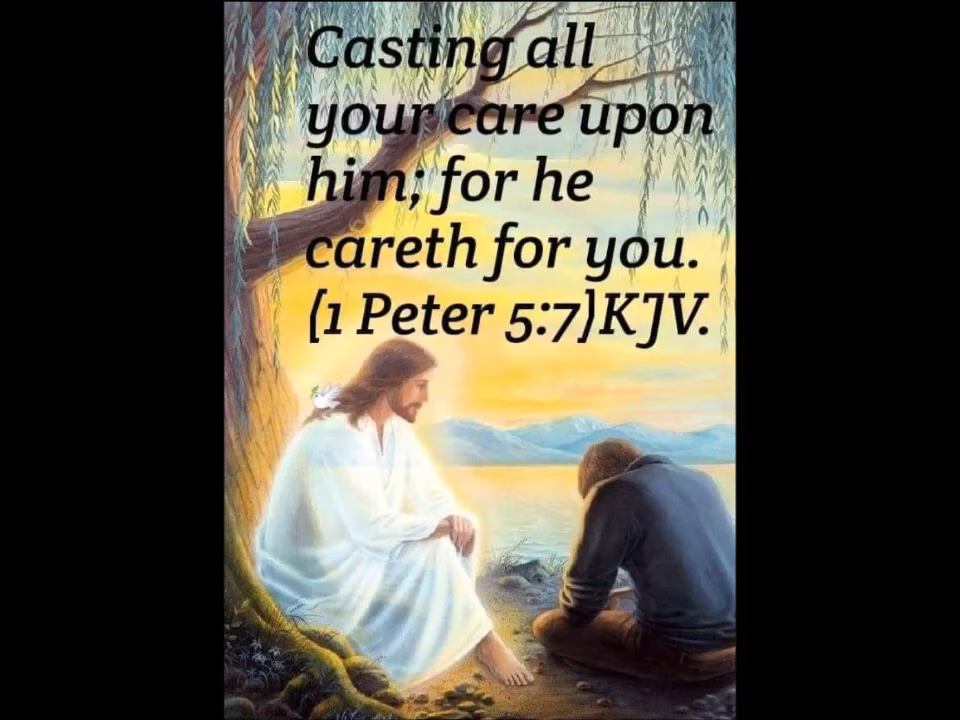 Casting all
your care upon
him; for he
careth for you.
(1 Peter 5:7)KJV.